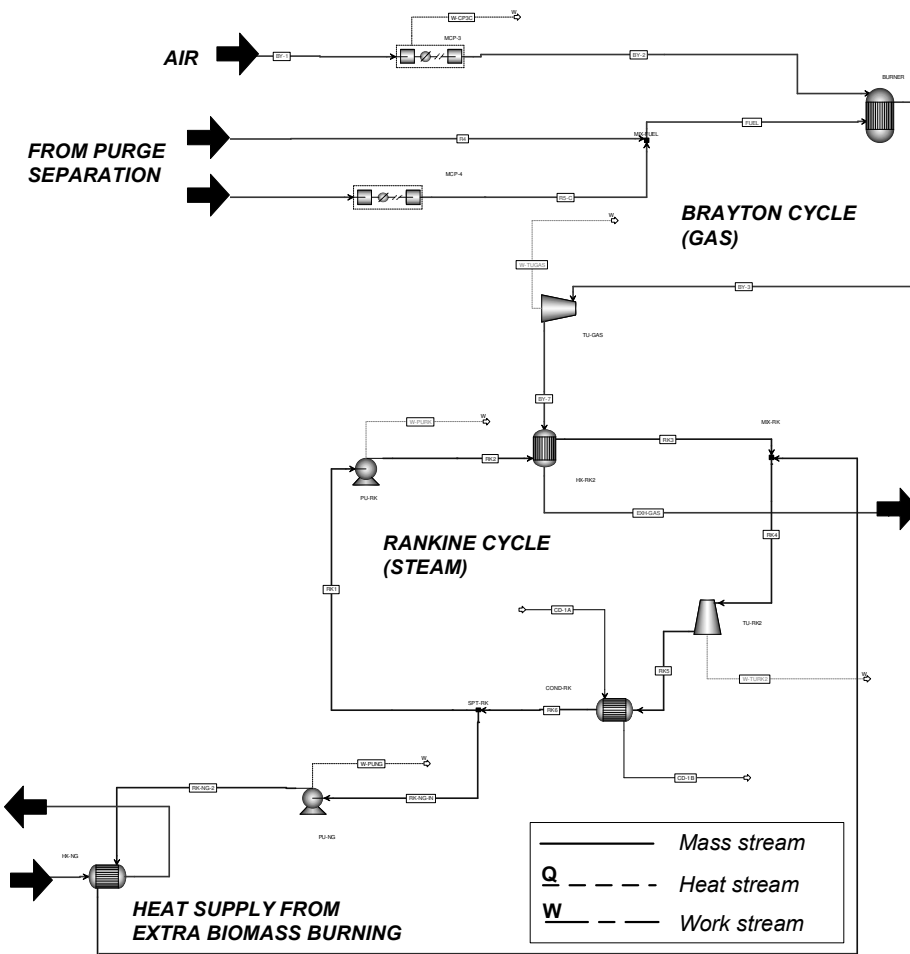 W-CP3C
W
MCP-3
AIR
BY-1
BY-2
BURNER
R4
MIX-FUEL
FUEL
FROM PURGE
SEPARATION
MCP-4
R5-C
BRAYTON CYCLE
(GAS)
W
W-TUGAS
BY-3
TU-GAS
BY-7
W-PURK
W
MIX-RK
RK3
RK2
PU-RK
HX-RK2
EXH-GAS
RANKINE CYCLE
(STEAM)
RK4
RK1
CD-1A
TU-RK2
RK5
W-TURK2
W
COND-RK
SPT-RK
RK6
W-PUNG
W
CD-1B
RK-NG-2
RK-NG-IN
PU-NG
HX-NG
Mass stream
Q
Heat stream
W
Work stream
HEAT SUPPLY FROM
EXTRA BIOMASS BURNING